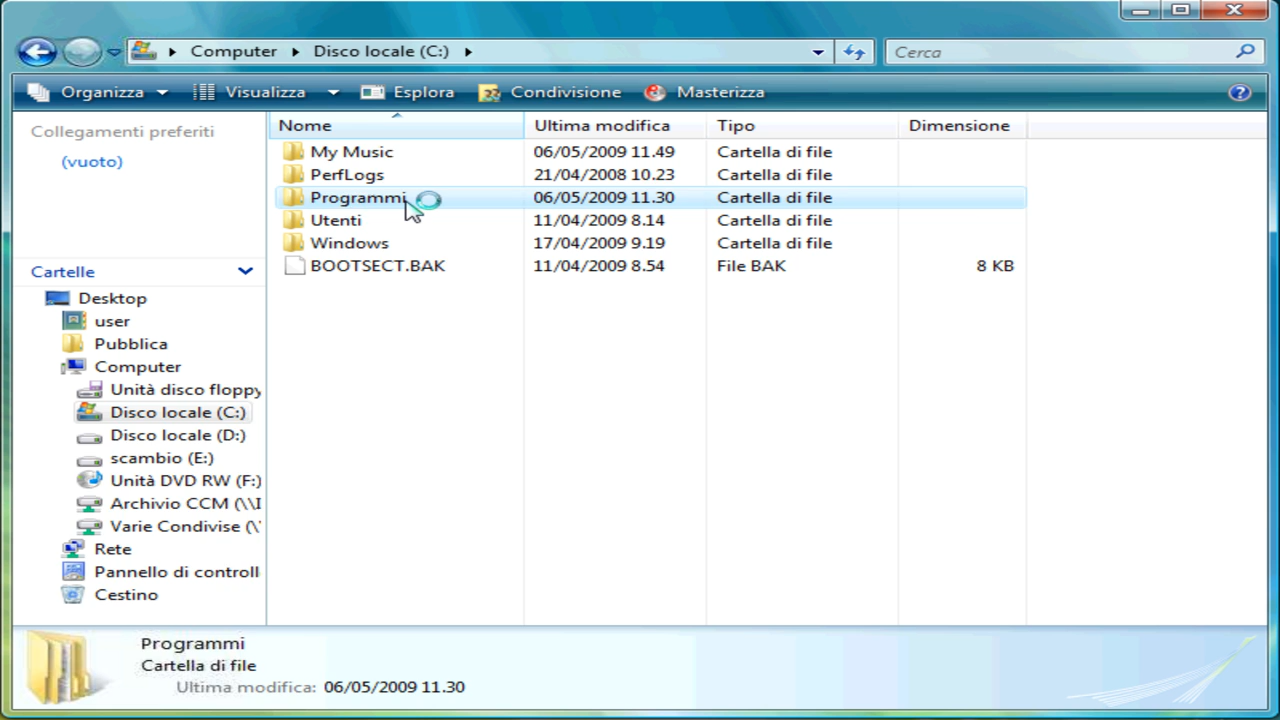 Computer Disco locale (C:) Cerca
Organizza Visualizza Esplora Condivisione Masterizza
Collegamenti preferiti
(vuoto)
Cartelle
Desktop
user
Pubblica
Computer
Unità disco floppy
Disco locale (C:)
Disco locale (D:)
scambio (E:)
Unità DVD RW (F:)
Archivio CCM (\\I
Varie Condivise (\'
Rete
Pannello di controll
Cestino
Nome Ultima modifica Tipo Dimensione
My Music 06/05/2009 11.49 Cartella di file
PerfLogs 21/04/2008 10.23 Cartella di file
Programmi 06/05/2009 11.30 Cartella di file
Utenti 11/04/2009 8.14 Cartella di file
Windows 17/04/2009 9.19 Cartella di file
BOOTSECT.BAK 11/04/2009 8.54 File BAK 8 KB
Programmi
Cartella di file
Ultima modifica: 06/05/2009 11.30